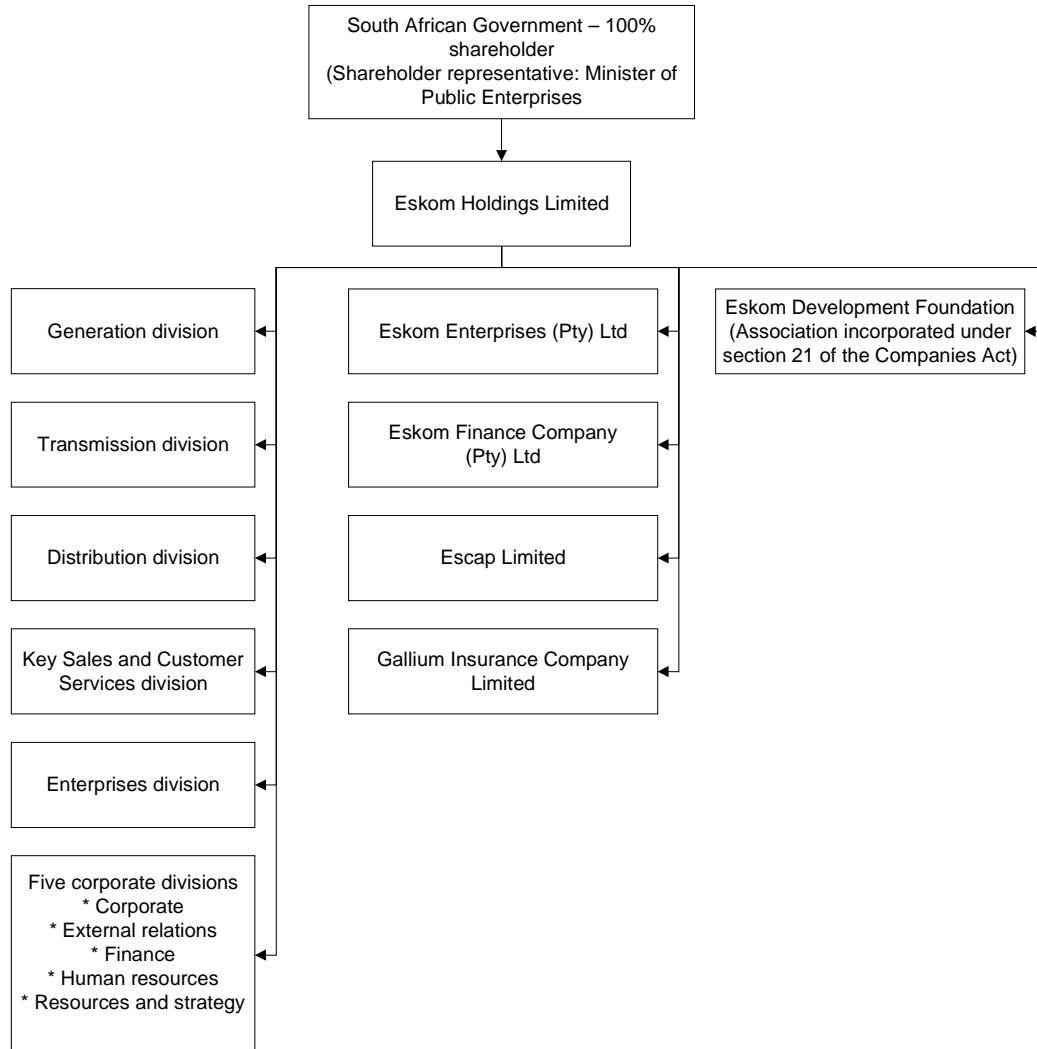 South African Government – 100%
shareholder
(Shareholder representative: Minister of
Public Enterprises
Eskom Holdings Limited
Generation division
Transmission division
Distribution division
Key Sales and Customer
Services division
Enterprises division
Five corporate divisions
* Corporate
* External relations
* Finance
* Human resources
* Resources and strategy
Eskom Enterprises (Pty) Ltd
Eskom Finance Company
(Pty) Ltd
Escap Limited
Gallium Insurance Company
Limited
Eskom Development Foundation
(Association incorporated under
section 21 of the Companies Act)